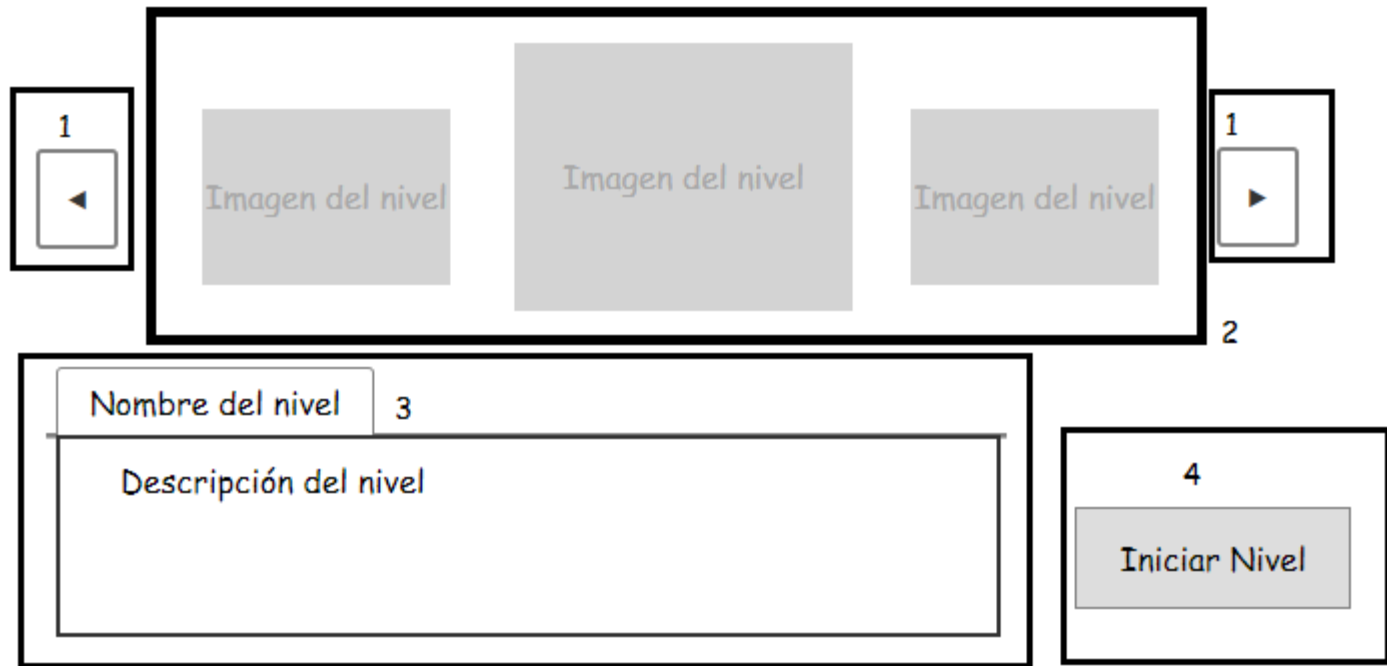 1
◄
Imagen del nivel
Imagen del nivel
Imagen del nivel
1
►
2
Nombre del nivel
3
Descripción del nivel
4
Iniciar Nivel